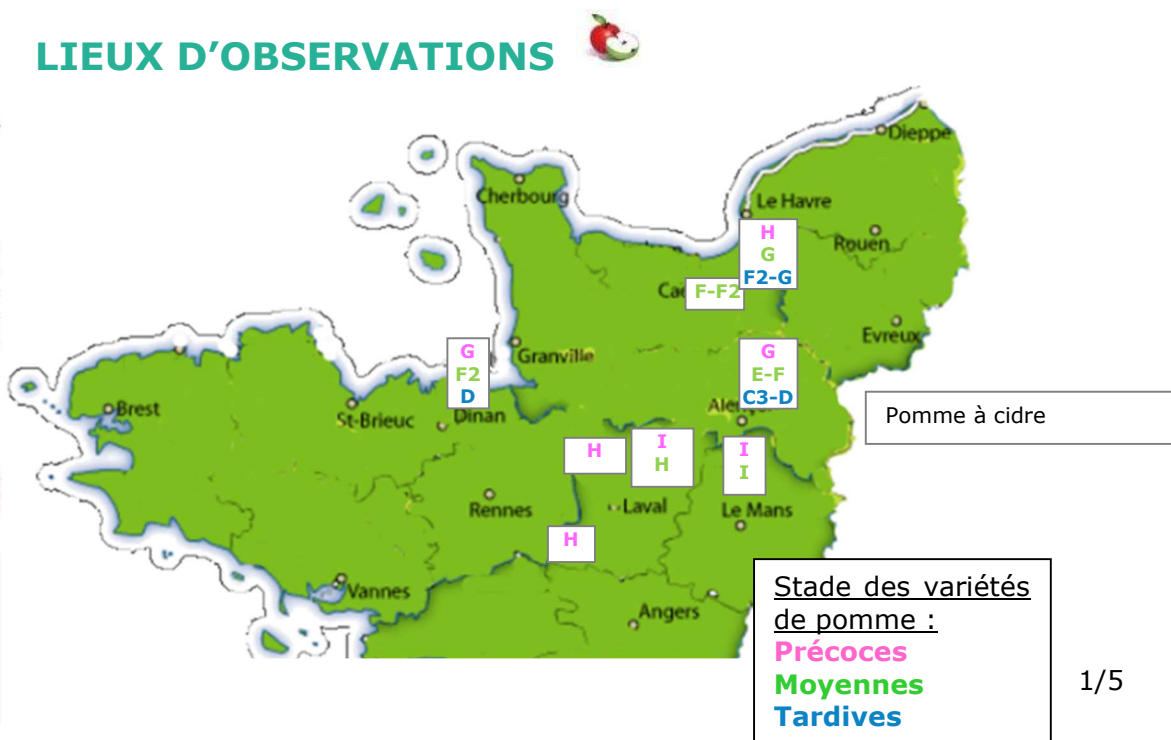 LIEUX D'OBSERVATIONS
Dieppe
Cherbourg
Le Havre
H
G
F2-G
Rouen
Cae
F-F2
Evreux
G
F2
D
Granville
G
E-F
C3-D
Brest
St-Brieuc
Dinan
Pomme à cidre
H
I
H
I
I
Rennes
Laval
Le Mans
H
Vannes
Angers
Stade des variétés
de pomme :
Précoces
Moyennes
Tardives
1/5